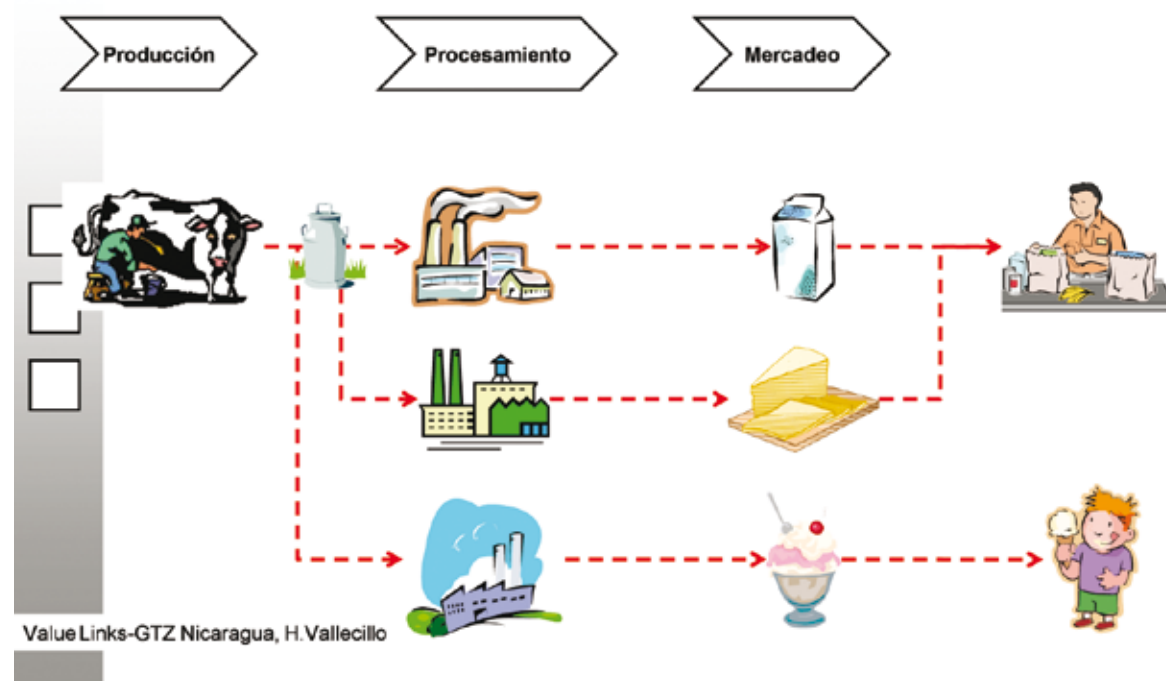 Producción
Procesamiento
Mercadeo
Value Links-GTZ Nicaragua, H.Vallecillo